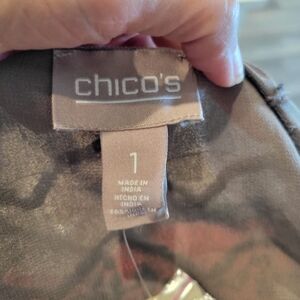 chico's
1
MADE IN
INDIA
HECHO EN
INDIA